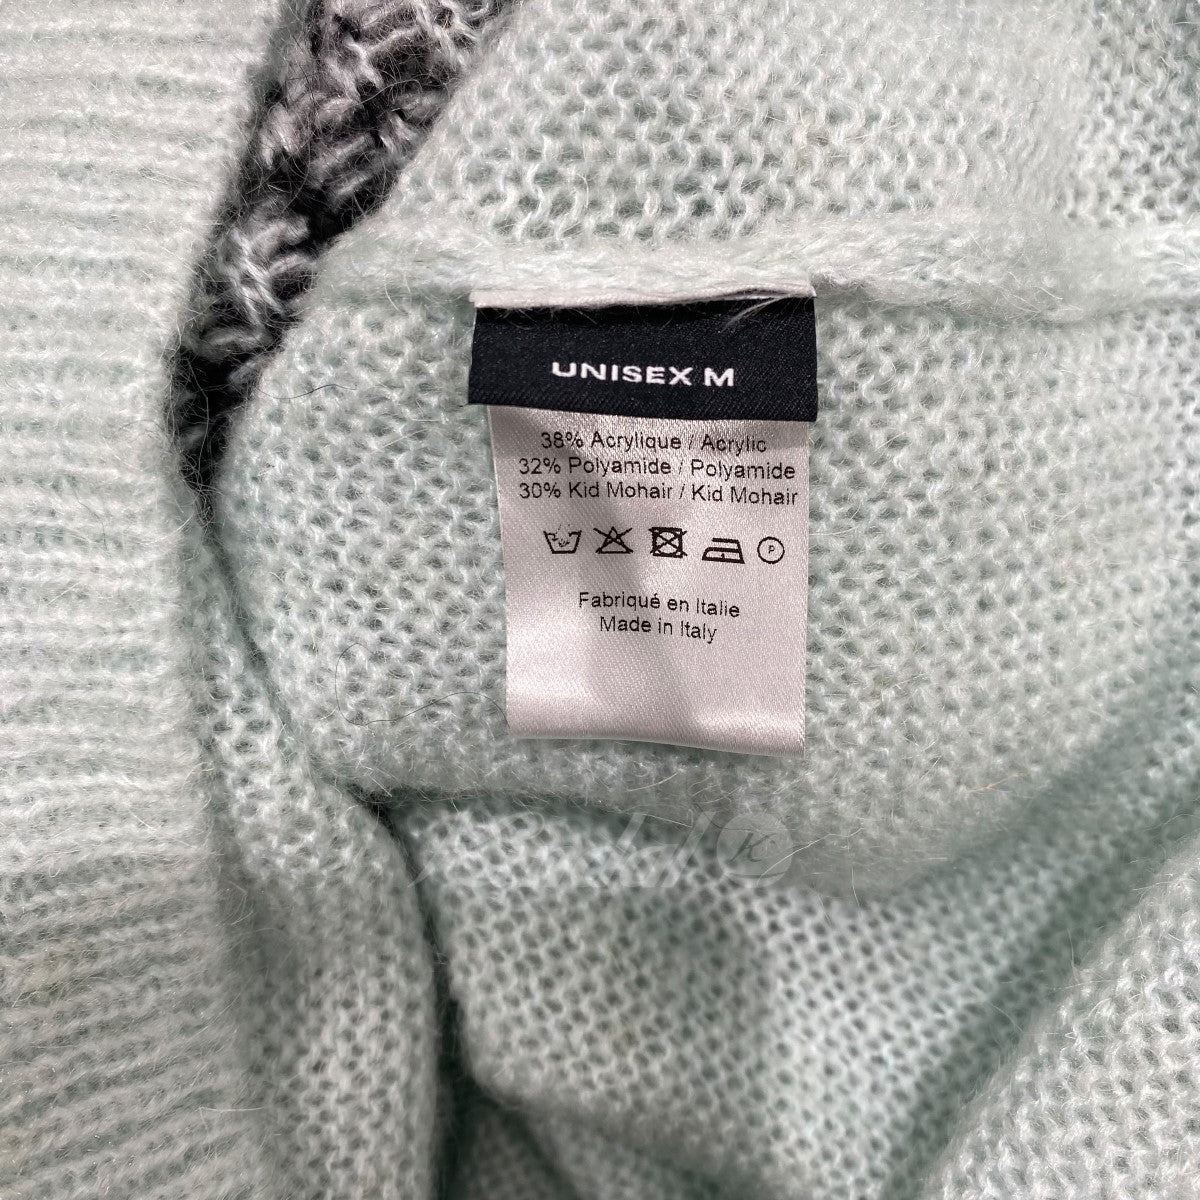 UNISEX M
38% Acrylique / Acrylic
32% Polyamide / Polyamide
30% Kid Mohair / Kid Mohair
P
Fabriqué en Italie
Made in Italy
K